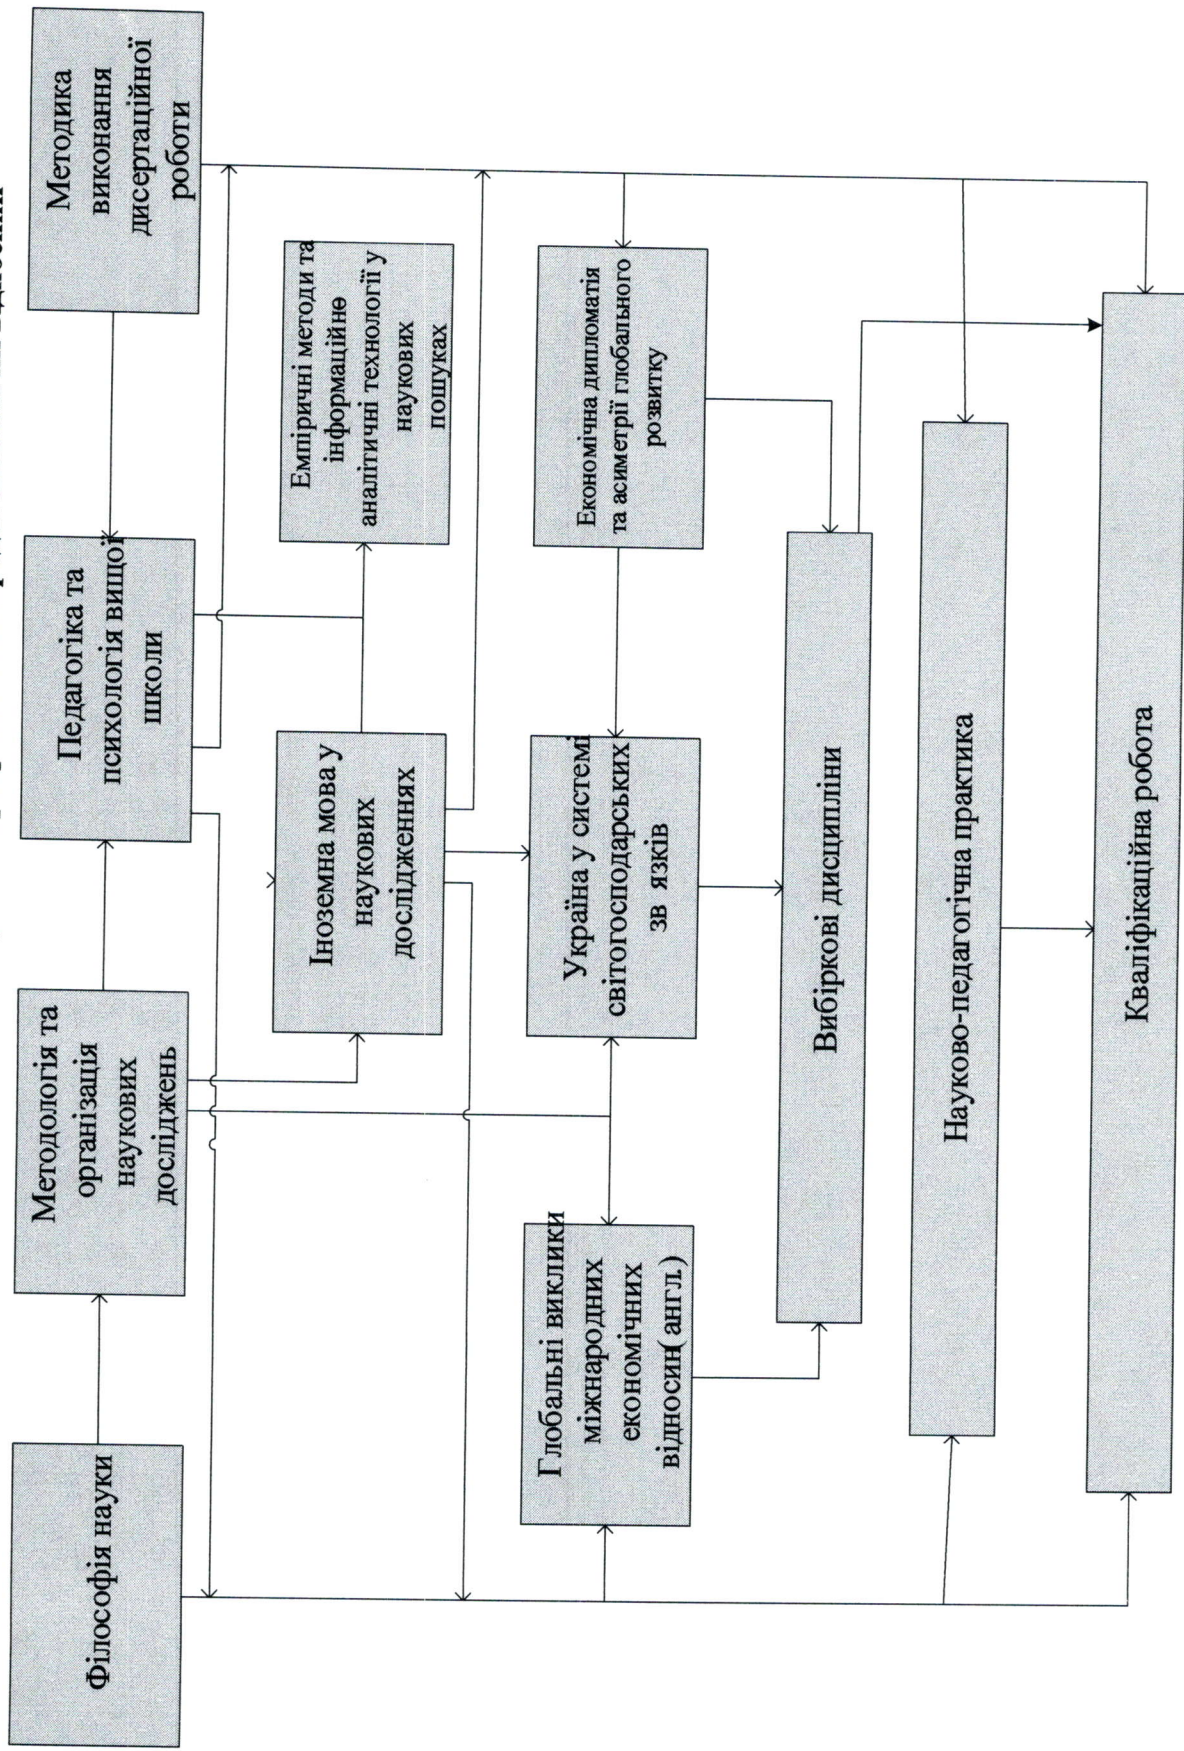 Філософія науки
Методологія та
організація
наукових
досліджень
Педагогіка та
психологія вищої
школи
Методика
виконання
дисертаційної
роботи
Іноземна мова у
наукових
дослідженнях
Емпіричні методи та
інформаційно
аналітичні технології у
наукових
пошуках
Глобальні виклики
міжнародних
економічних
відносин( англ.)
Україна у системі
світогосподарських
зв язків
Економічна дипломатія
та асиметрії глобального
розвитку
Вибіркові дисципліни
Науково-педагогічна практика
Кваліфікаційна робота